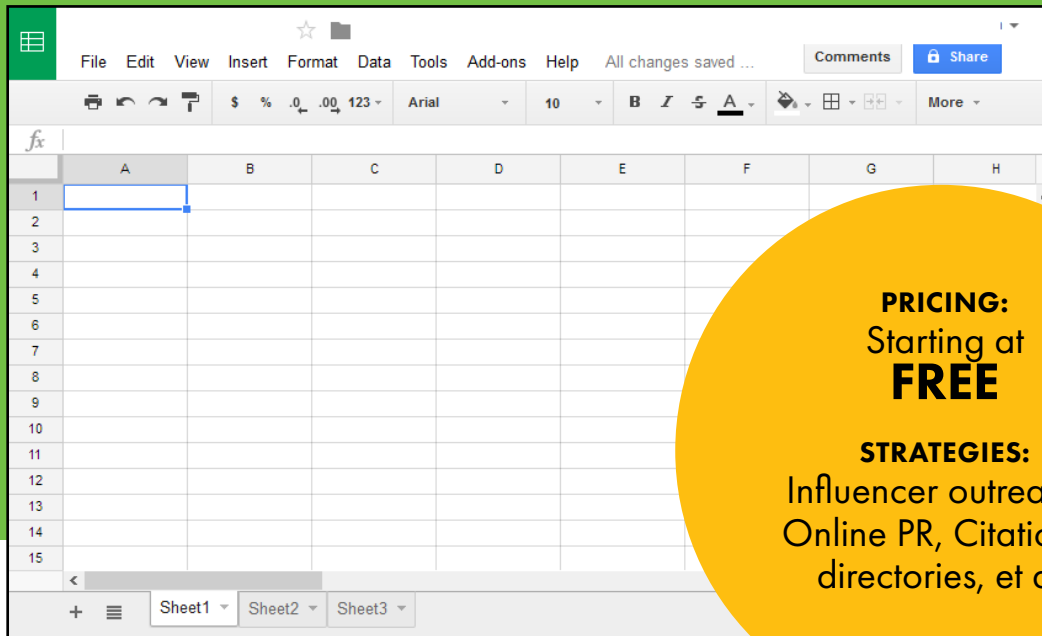 File Edit View Insert Format Data Tools Add-ons Help All changes saved ... Comments Share
$ % .0 .00 123 Arial 10 B I S A More
fx
A B C D E F G H
1
2
3
4
5
6
7
8
9
10
11
12
13
14
15
PRICING:
Starting at
FREE
STRATEGIES:
Influencer
Online PR,
directories, et
+ Sheet1 Sheet2 Sheet3